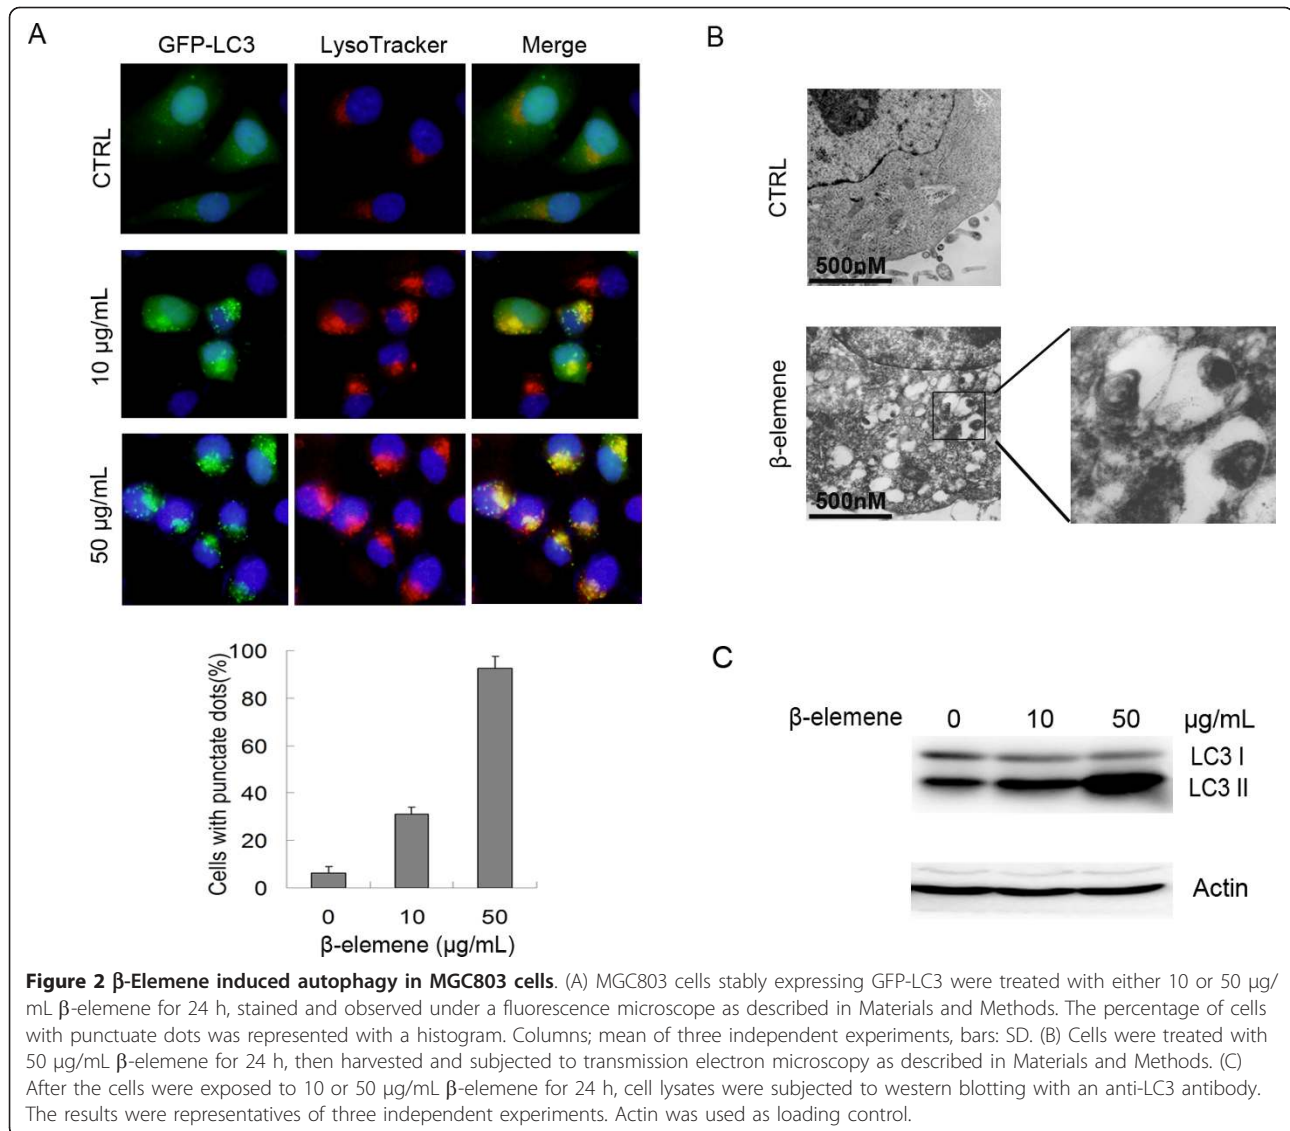 A
GFP-LC3 LysoTracker Merge
CTRL
10 µg/mL
50 µg/mL
Cells with punctate dots(%)
100
80
60
40
20
0
0 10 50
β-elemene (µg/mL)
B
CTRL
500nM
β-elemene
500nM
C
β-elemene 0 10 50 µg/mL
LC3 I
LC3 II
Actin
Figure 2 β-Elemene induced autophagy in MGC803 cells. (A) MGC803 cells stably expressing GFP-LC3 were treated with either 10 or 50 µg/
mL β-elemene for 24 h, stained and observed under a fluorescence microscope as described in Materials and Methods. The percentage of cells
with punctuate dots was represented with a histogram. Columns; mean of three independent experiments, bars: SD. (B) Cells were treated with
50 µg/mL β-elemene for 24 h, then harvested and subjected to transmission electron microscopy as described in Materials and Methods. (C)
After the cells were exposed to 10 or 50 µg/mL β-elemene for 24 h, cell lysates were subjected to western blotting with an anti-LC3 antibody.
The results were representatives of three independent experiments. Actin was used as loading control.